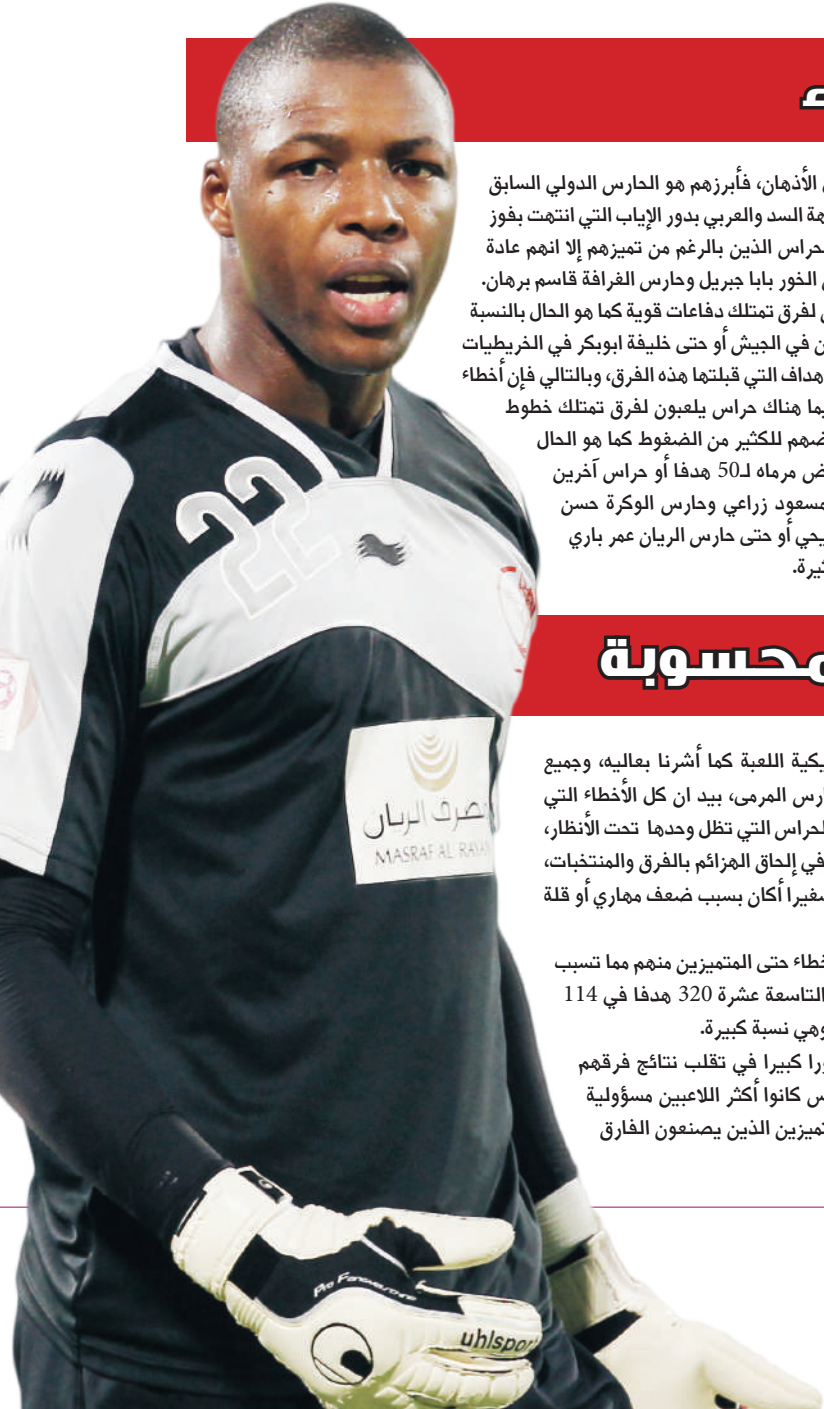 الأذهان، فأبرزهم هو الحارس الدولي السابق
هة السد والعربي بدور الإياب التي انتهت بفوز
لحراس الذين بالرغم من تميزهم إلا انهم عادة
الخور بابا جبريل وحارس الغرافة قاسم برهان.
لفرق تمتلك دفاعات قوية كما هو الحال بالنسبة
ن في الجيش أو حتى خليفة ابوبكر في الخريطيات
هداف التي قبلتها هذه الفرق، وبالتالي فإن أخطاء
يما هناك حراس يلعبون لفرق تمتلك خطوط
ضهم للكثير من الضغوط كما هو الحال
ض مرماه لـ50 هدفا أو حراس آخرين
مسعود زراعي وحارس الوكرة حسن
يحي أو حتى حارس الريان عمر باري
ثيرة.
محسوبة
يكية اللعبة كما أشرنا بعاليه، وجميع
ارس المرمى، بيد ان كل الأخطاء التي
لحراس التي تظل وحدها تحت الأنظار،
في إلحاق الهزائم بالفرق والمنتخبات،
صغيرا أكان بسبب ضعف مهاري أو قلة
خطاء حتى المتميزين منهم مما تسبب
التاسعة عشرة 320 هدفا في 114
وهي نسبة كبيرة.
ورا كبيرا في تقلب نتائج فرقهم
س كانوا أكثر اللاعبين مسؤولية
تميزين الذين يصنعون الفارق
22
مصرف الريان
MASRAF AL RAYAN
uhlsport